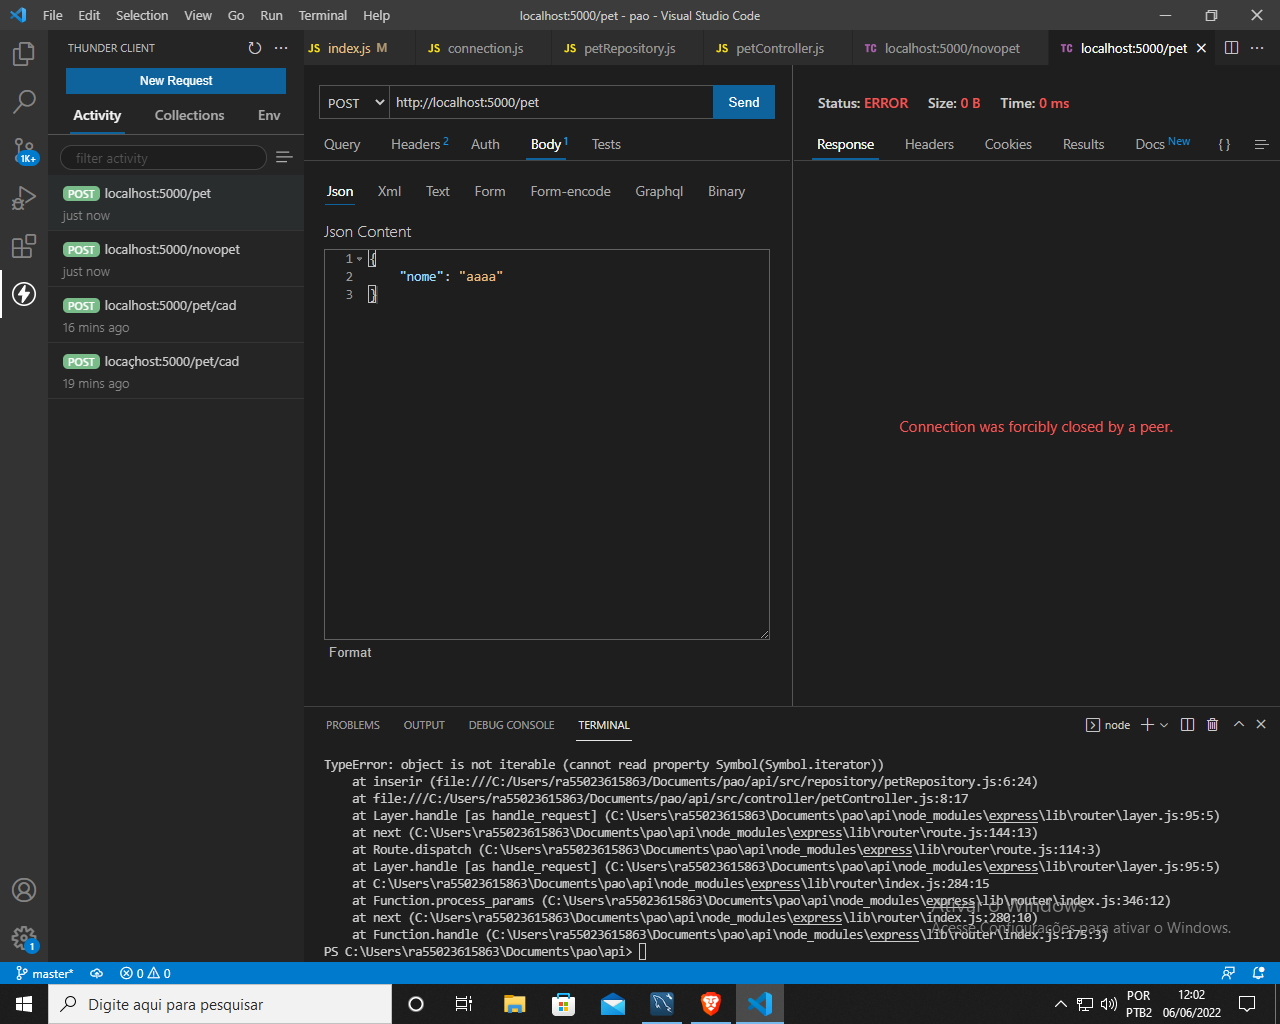 File Edit Selection View Go Run Terminal Help localhost:5000/pet - pao - Visual Studio Code
THUNDER CLIENT
New Request
Activity Collections Env
filter activity
POST localhost:5000/pet
just now
POST localhost:5000/novopet
just now
POST localhost:5000/pet/cad
16 mins ago
POST locaçhost:5000/pet/cad
19 mins ago
1K+
1
JS index.js M
JS connection.js
JS petRepository.js
JS petController.js
TC localhost:5000/novopet
TC localhost:5000/pet
POST http://localhost:5000/pet Send
Query Headers 2 Auth Body 1 Tests
Json Xml Text Form Form-encode Graphql Binary
Json Content
1 {
2 "nome": "aaaa"
3 }
Format
Status: ERROR Size: 0 B Time: 0 ms
Response Headers Cookies Results Docs New { }
Connection was forcibly closed by a peer.
PROBLEMS OUTPUT DEBUG CONSOLE TERMINAL node
TypeError: object is not iterable (cannot read property Symbol(Symbol.iterator))
at inserir (file:///C:/Users/ra55023615863/Documents/pao/api/src/repository/petRepository.js:6:24)
at file:///C:/Users/ra55023615863/Documents/pao/api/src/controller/petController.js:8:17
at Layer.handle [as handle_request] (C:\Users\ra55023615863\Documents\pao\api\node_modules\express\lib\router\layer.js:95:5)
at next (C:\Users\ra55023615863\Documents\pao\api\node_modules\express\lib\router\route.js:144:13)
at Route.dispatch (C:\Users\ra55023615863\Documents\pao\api\node_modules\express\lib\router\route.js:114:3)
at Layer.handle [as handle_request] (C:\Users\ra55023615863\Documents\pao\api\node_modules\express\lib\router\layer.js:95:5)
at C:\Users\ra55023615863\Documents\pao\api\node_modules\express\lib\router\index.js:284:15
at Function.process_params (C:\Users\ra55023615863\Documents\pao\api\node_modules\express\lib\router\index.js:346:12)
at next (C:\Users\ra55023615863\Documents\pao\api\node_modules\express\lib\router\index.js:280:10)
at Function.handle (C:\Users\ra55023615863\Documents\pao\api\node_modules\express\lib\router\index.js:175:3)
PS C:\Users\ra55023615863\Documents\pao\api>
Ativar o Windows
Acesse Configurações para ativar o Windows.
master* 0 0
Digite aqui para pesquisar
POR
PTB2
12:02
06/06/2022